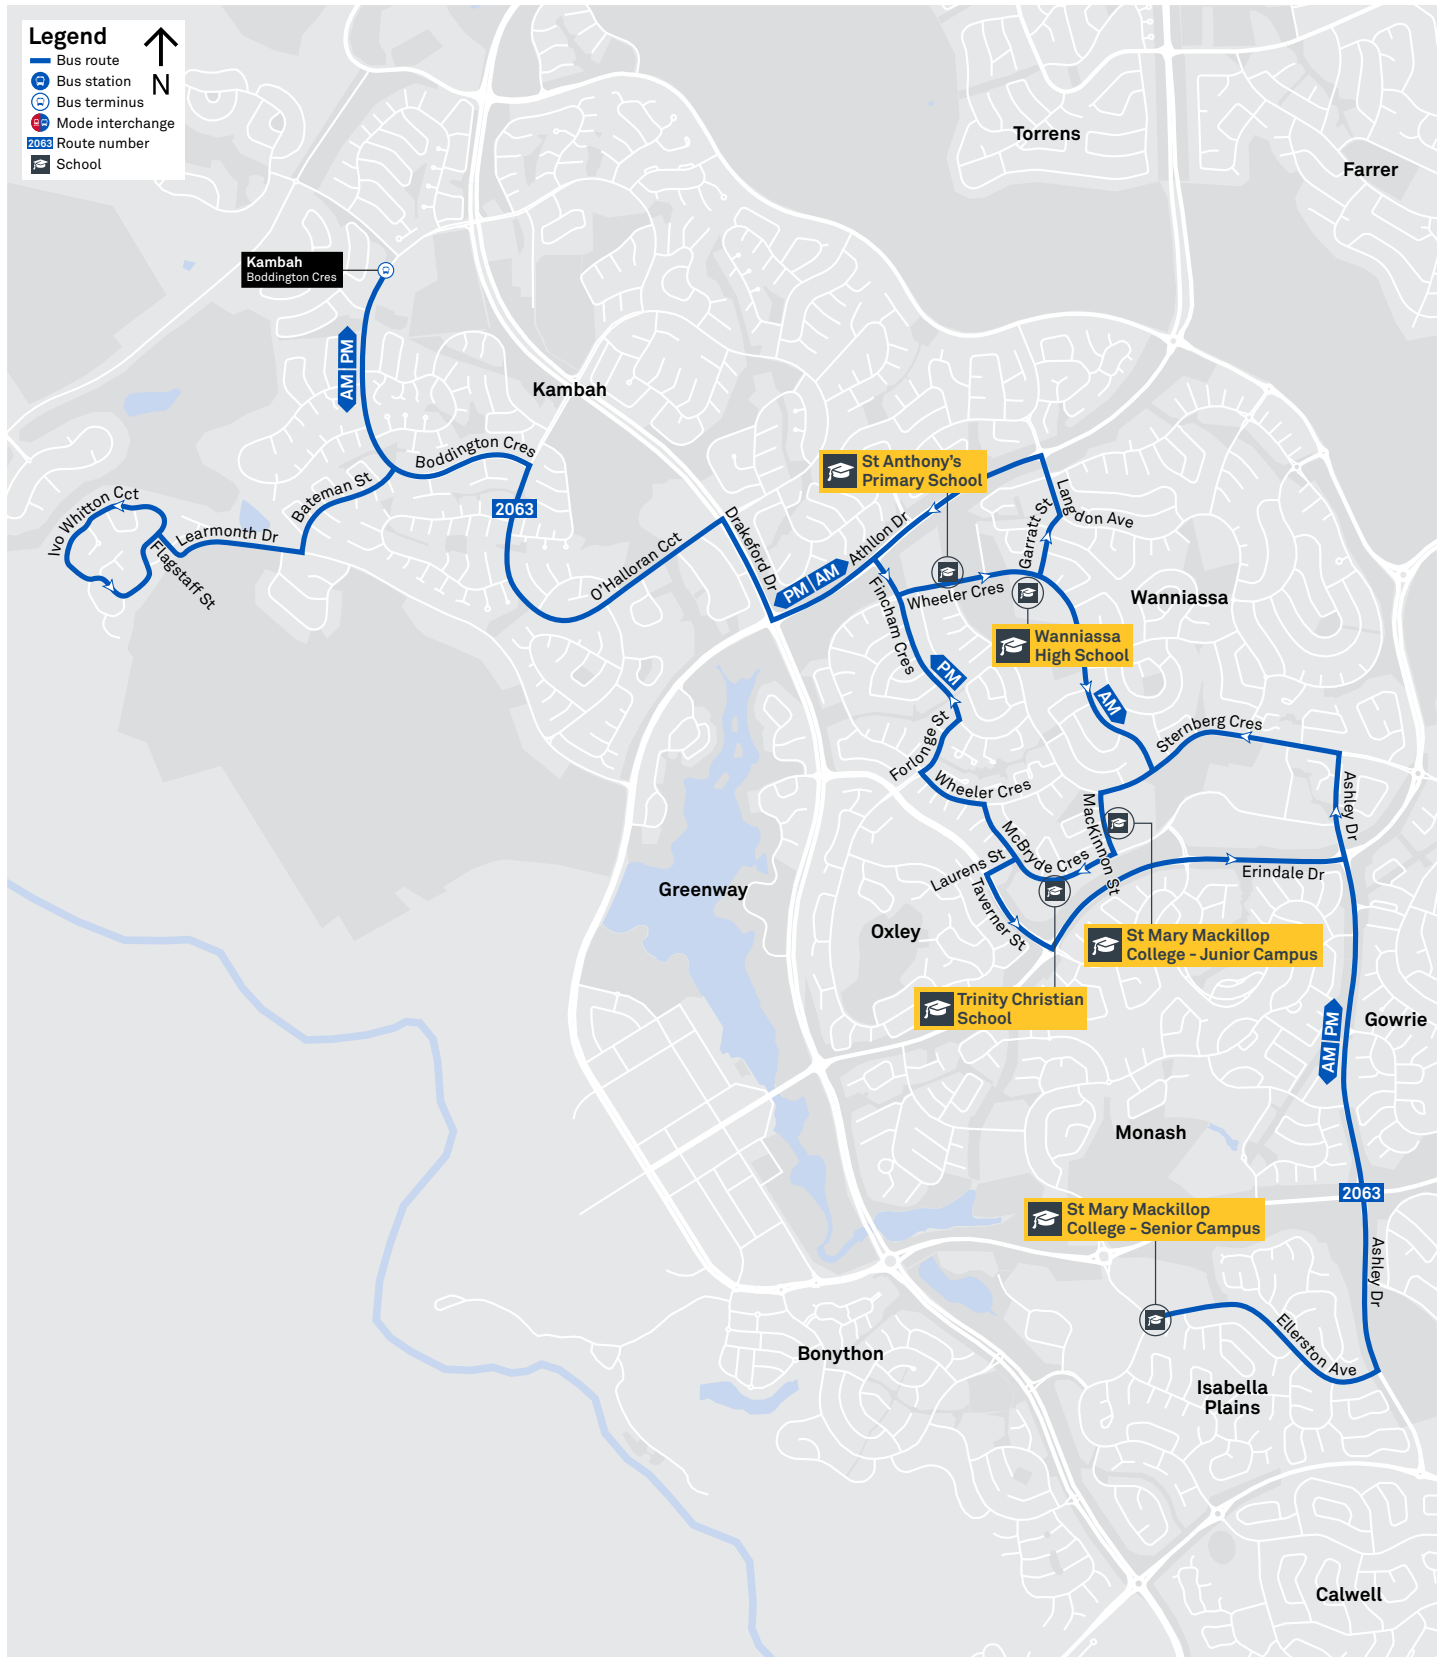 Legend
N
Bus route
Bus station
Bus terminus
Mode interchange
2063 Route number
School
Torrens
Farrer
Kambah
Boddington Cres
AM PM
Kambah
Boddington Cres
2063
Bateman St
Ivo Whitton Cct
Learmonth Dr
Flagstaff St
O'Halloran Cct
Drakeford Dr
PM AM
Athllon Dr
St Anthony's
Primary School
Langdon Ave
Garratt St
Fincham Cres
Wheeler Cres
Wanniassa
Wanniassa
High School
PM
AM
Forlonge St
Sternberg Cres
Wheeler Cres
Ashley Dr
MacKinnon St
McBryde Cres
Laurens St
Taverner St
Erindale Dr
Greenway
Oxley
St Mary Mackillop
College - Junior Campus
Trinity Christian
School
Gowrie
AM PM
Monash
2063
St Mary Mackillop
College - Senior Campus
Ashley Dr
Ellerston Ave
Bonython
Isabella
Plains
Calwell